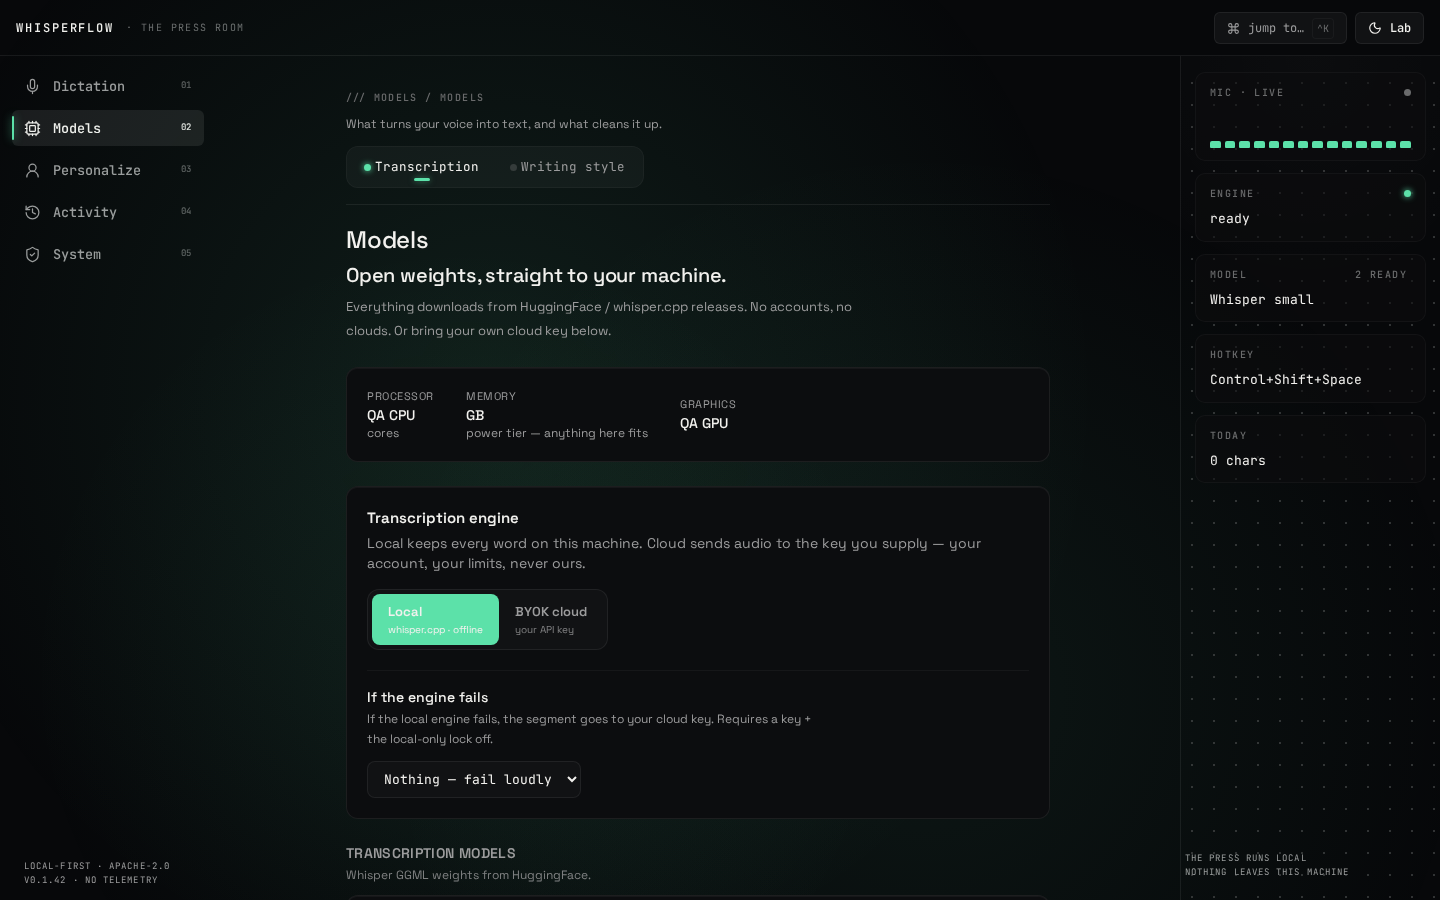 WHISPERFLOW · THE PRESS ROOM
jump to… ^K
Lab
Dictation 01
Models 02
Personalize 03
Activity 04
System 05
LOCAL-FIRST · APACHE-2.0
V0.1.42 · NO TELEMETRY
/// MODELS / MODELS
What turns your voice into text, and what cleans it up.
Transcription
Writing style
Models
Open weights, straight to your machine.
Everything downloads from HuggingFace / whisper.cpp releases. No accounts, no
clouds. Or bring your own cloud key below.
PROCESSOR
QA CPU
cores
MEMORY
GB
power tier — anything here fits
GRAPHICS
QA GPU
Transcription engine
Local keeps every word on this machine. Cloud sends audio to the key you supply — your
account, your limits, never ours.
Local
whisper.cpp · offline
BYOK cloud
your API key
If the engine fails
If the local engine fails, the segment goes to your cloud key. Requires a key +
the local-only lock off.
Nothing — fail loudly
TRANSCRIPTION MODELS
Whisper GGML weights from HuggingFace.
MIC · LIVE
ENGINE
ready
MODEL 2 READY
Whisper small
HOTKEY
Control+Shift+Space
TODAY
0 chars
THE PRESS RUNS LOCAL
NOTHING LEAVES THIS MACHINE